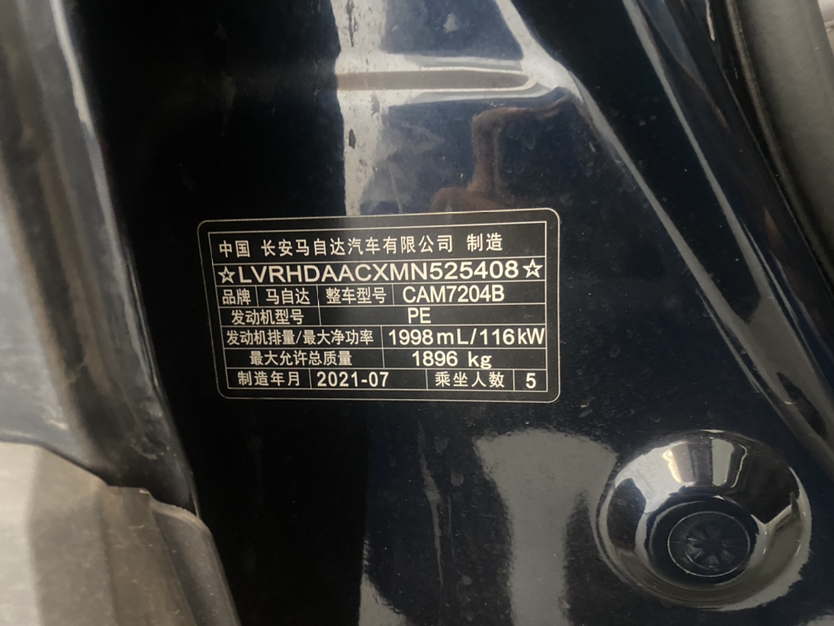 中国 长安马自达汽车有限公司 制造
☆LVRHDAACXMN525408☆
品牌 马自达 整车型号 CAM7204B
发动机型号 PE
发动机排量/最大净功率 1998mL/116kW
最大允许总质量 1896 kg
制造年月 2021-07 乘坐人数 5